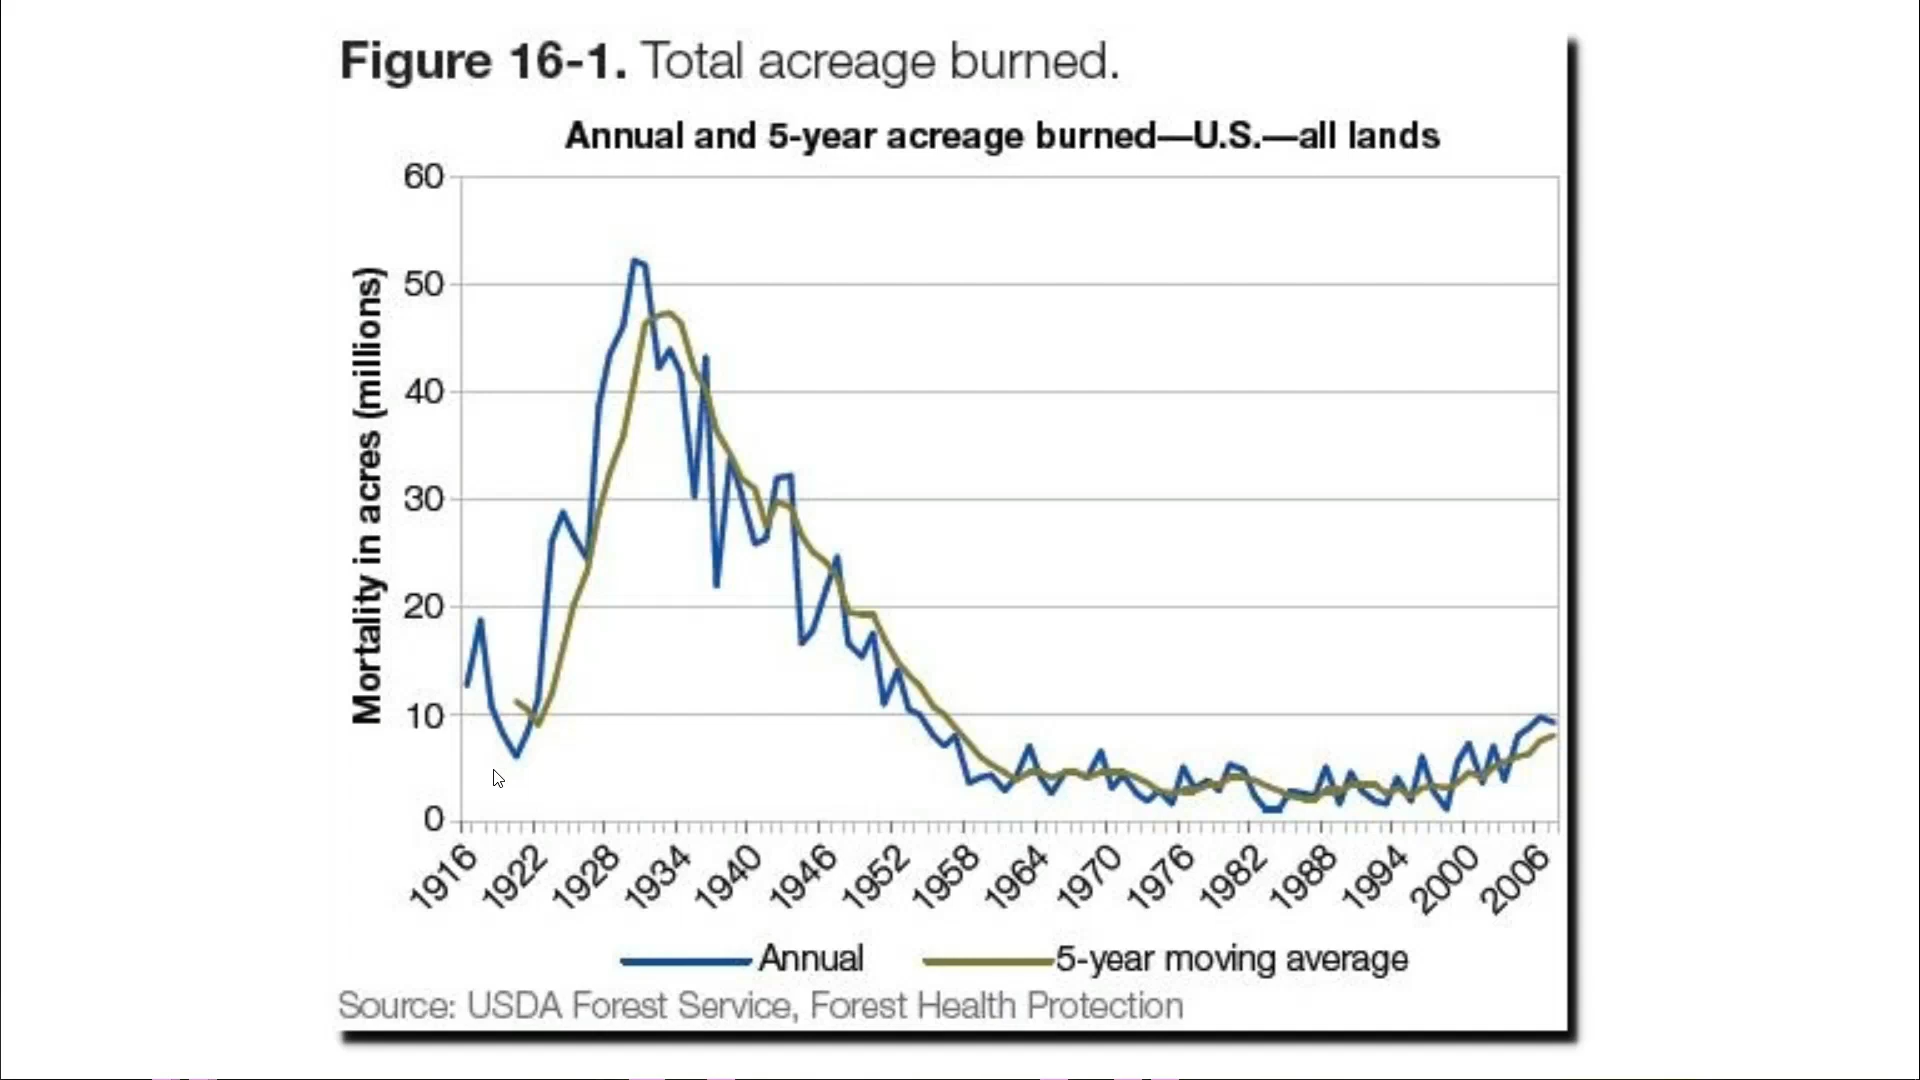 Figure 16-1. Total acreage burned.
Annual and 5-year acreage burned—U.S.—all lands
Mortality in acres (millions)
60
50
40
30
20
10
0
1916 1922 1928 1934 1940 1946 1952 1958 1964 1970 1976 1982 1988 1994 2000 2006
Annual 5-year moving average
Source: USDA Forest Service, Forest Health Protection